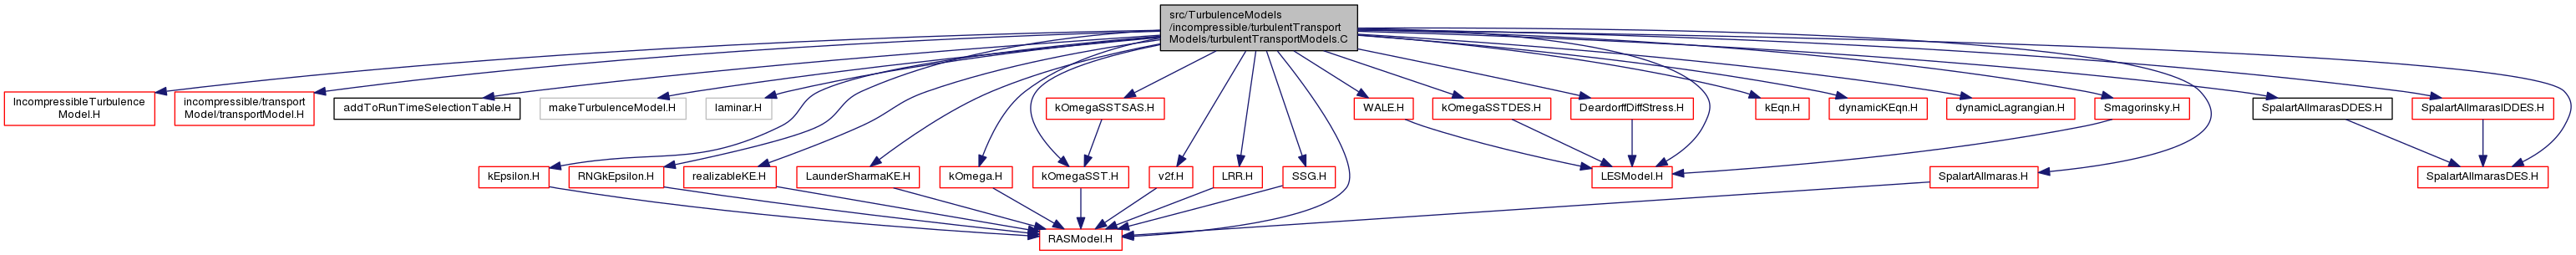 src/TurbulenceModels
/incompressible/turbulentTransport
Models/turbulentTransportModels.C
IncompressibleTurbulence
Model.H
incompressible/transport
Model/transportModel.H
addToRunTimeSelectionTable.H
makeTurbulenceModel.H
laminar.H
kOmegaSSTSAS.H
WALE.H
kOmegaSSTDES.H
DeardorffDiffStress.H
kEqn.H
dynamicKEqn.H
dynamicLagrangian.H
Smagorinsky.H
SpalartAllmarasDDES.H
SpalartAllmarasIDDES.H
kEpsilon.H
RNGkEpsilon.H
realizableKE.H
LaunderSharmaKE.H
kOmega.H
kOmegaSST.H
v2f.H
LRR.H
SSG.H
LESModel.H
SpalartAllmaras.H
SpalartAllmarasDES.H
RASModel.H